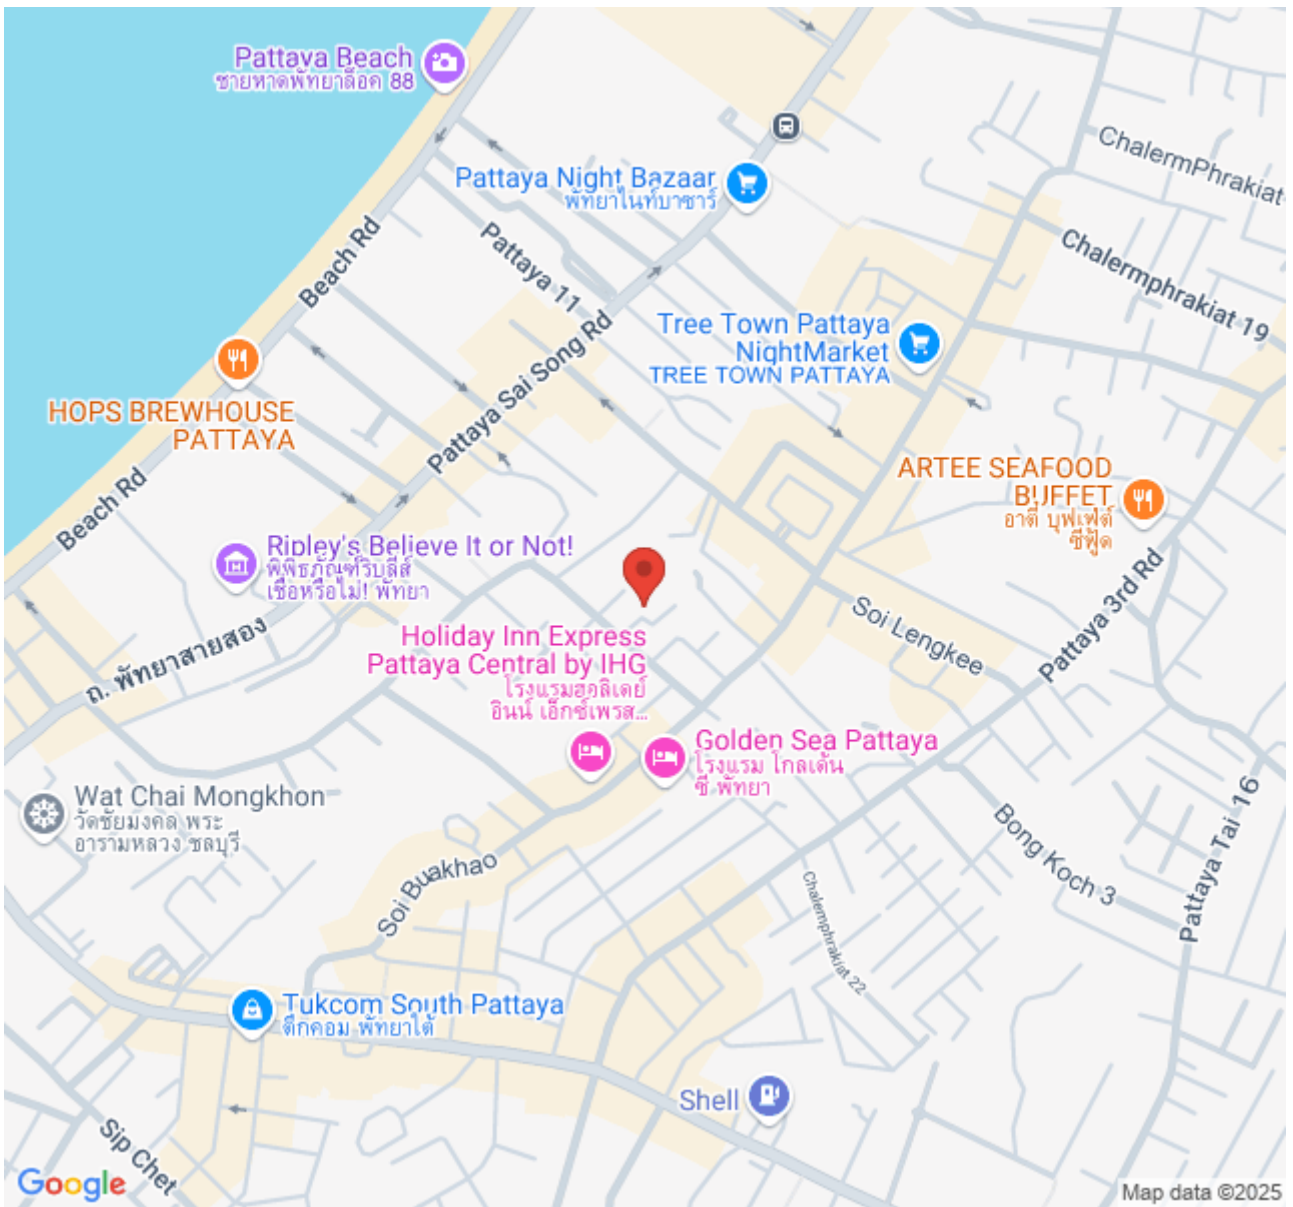 Pattaya Beach
ชายหาดพัทยาล็อค 88
ChalermPhrakiat
Pattaya Night Bazaar
พัทยาไนท์บาซาร์
Beach Rd
Pattaya 11
Chalermphrakiat 19
Tree Town Pattaya
NightMarket
TREE TOWN PATTAYA
Pattaya Sai Song Rd
HOPS BREWHOUSE
PATTAYA
ARTEE SEAFOOD
BUFFET
อาตี๋ บุฟเฟ่ต์
ซีฟู้ด
Beach Rd
Ripley's Believe It or Not!
พิพิธภัณฑ์ริบลีส์
เชื่อหรือไม่! พัทยา
Pattaya 3rd Rd
Soi Lengkee
ถ. พัทยาสายสอง
Holiday Inn Express
Pattaya Central by IHG
โรงแรมฮอลิเดย์
อินน์ เอ็กซ์เพรส...
Golden Sea Pattaya
โรงแรม โกลเด้น
ซี พัทยา
Wat Chai Mongkhon
วัดชัยมงคล พระ
อารามหลวง ชลบุรี
Bong Koch 3
Pattaya Tai 16
Soi Buakhao
Chalemphrakiat 22
Tukcom South Pattaya
ตึกคอม พัทยาใต้
Shell
Sip Chet
Google
Map data ©2025